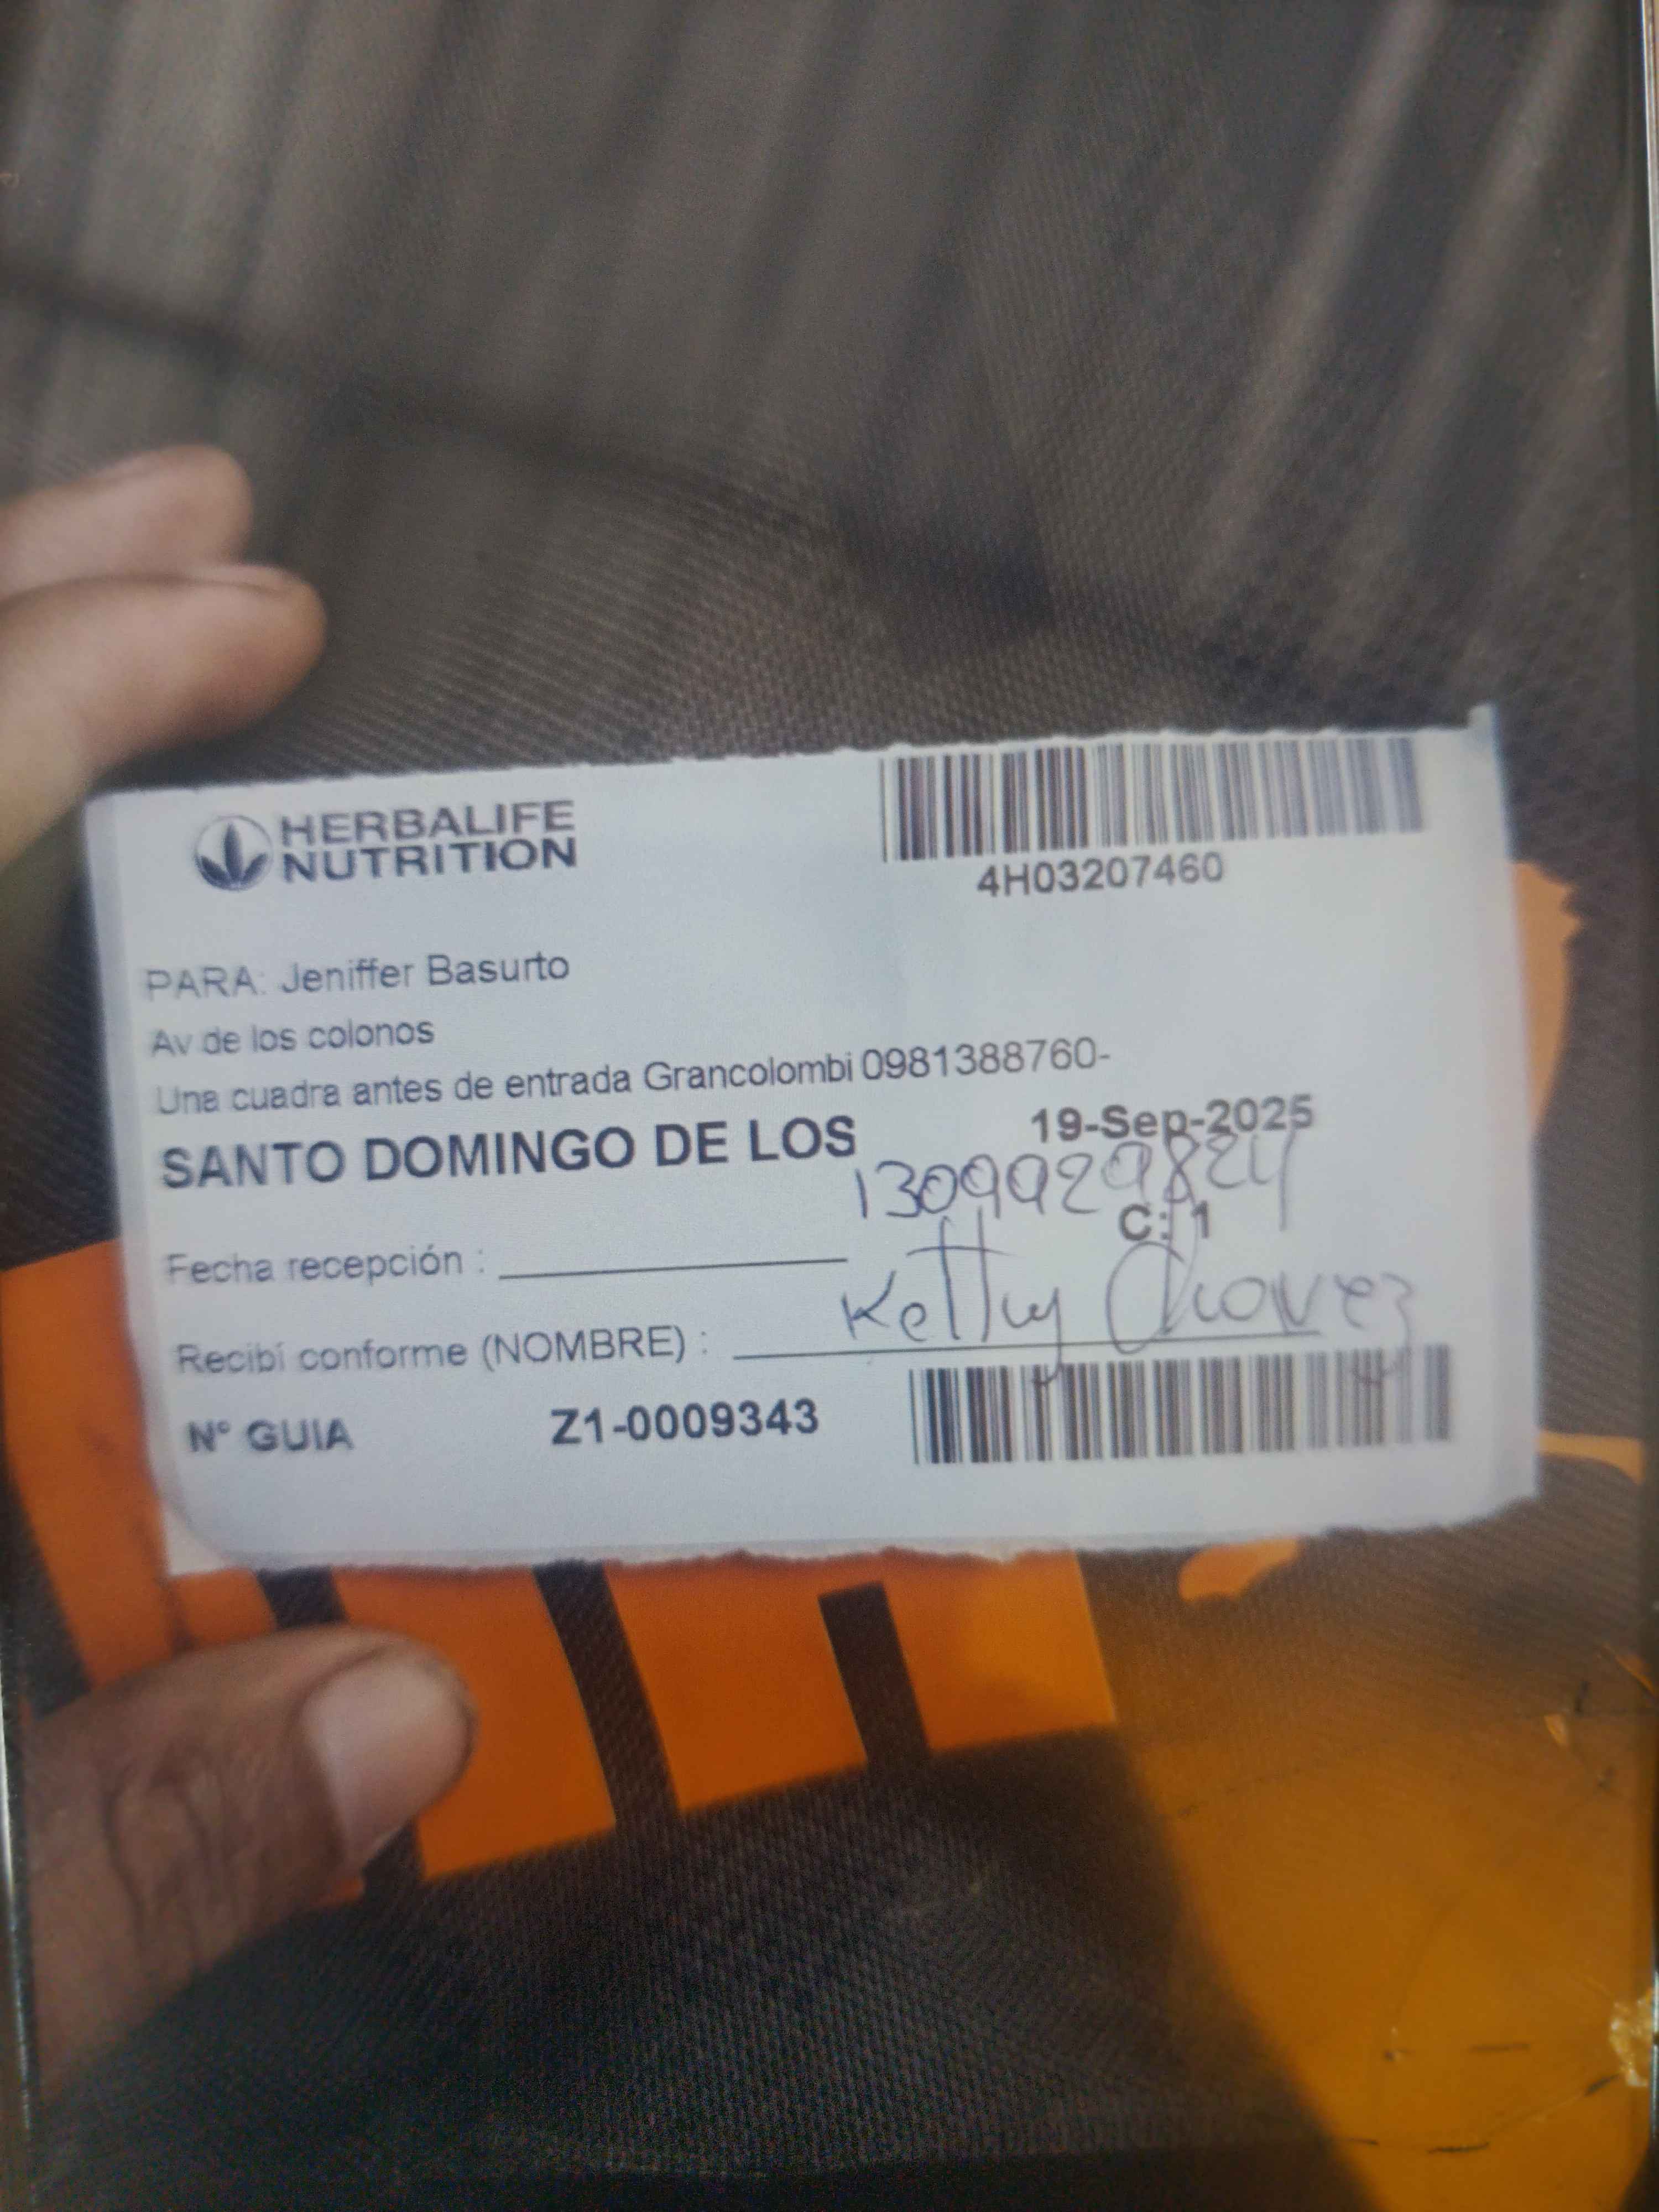 HERBALIFE
NUTRITION
4H03207460
PARA: Jeniffer Basurto
Av de los colonos
Una cuadra antes de entrada Grancolombi 0981388760-
SANTO DOMINGO DE LOS
19-Sep-2025
1309929824
C: 1
Fecha recepción :
Kettuy Chavez
Recibí conforme (NOMBRE) :
N° GUIA Z1-0009343